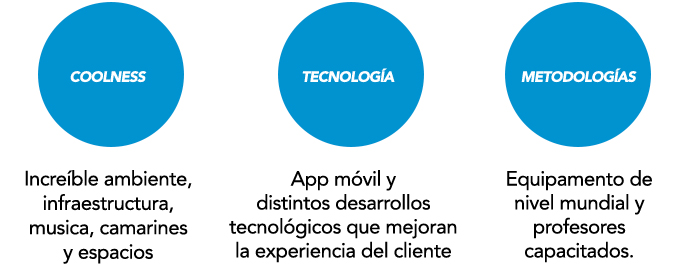 COOLNESS
Increíble ambiente,
infraestructura,
musica, camarines
y espacios
TECNOLOGÍA
App móvil y
distintos desarrollos
tecnológicos que mejoran
la experiencia del cliente
METODOLOGÍAS
Equipamento de
nivel mundial y
profesores
capacitados.